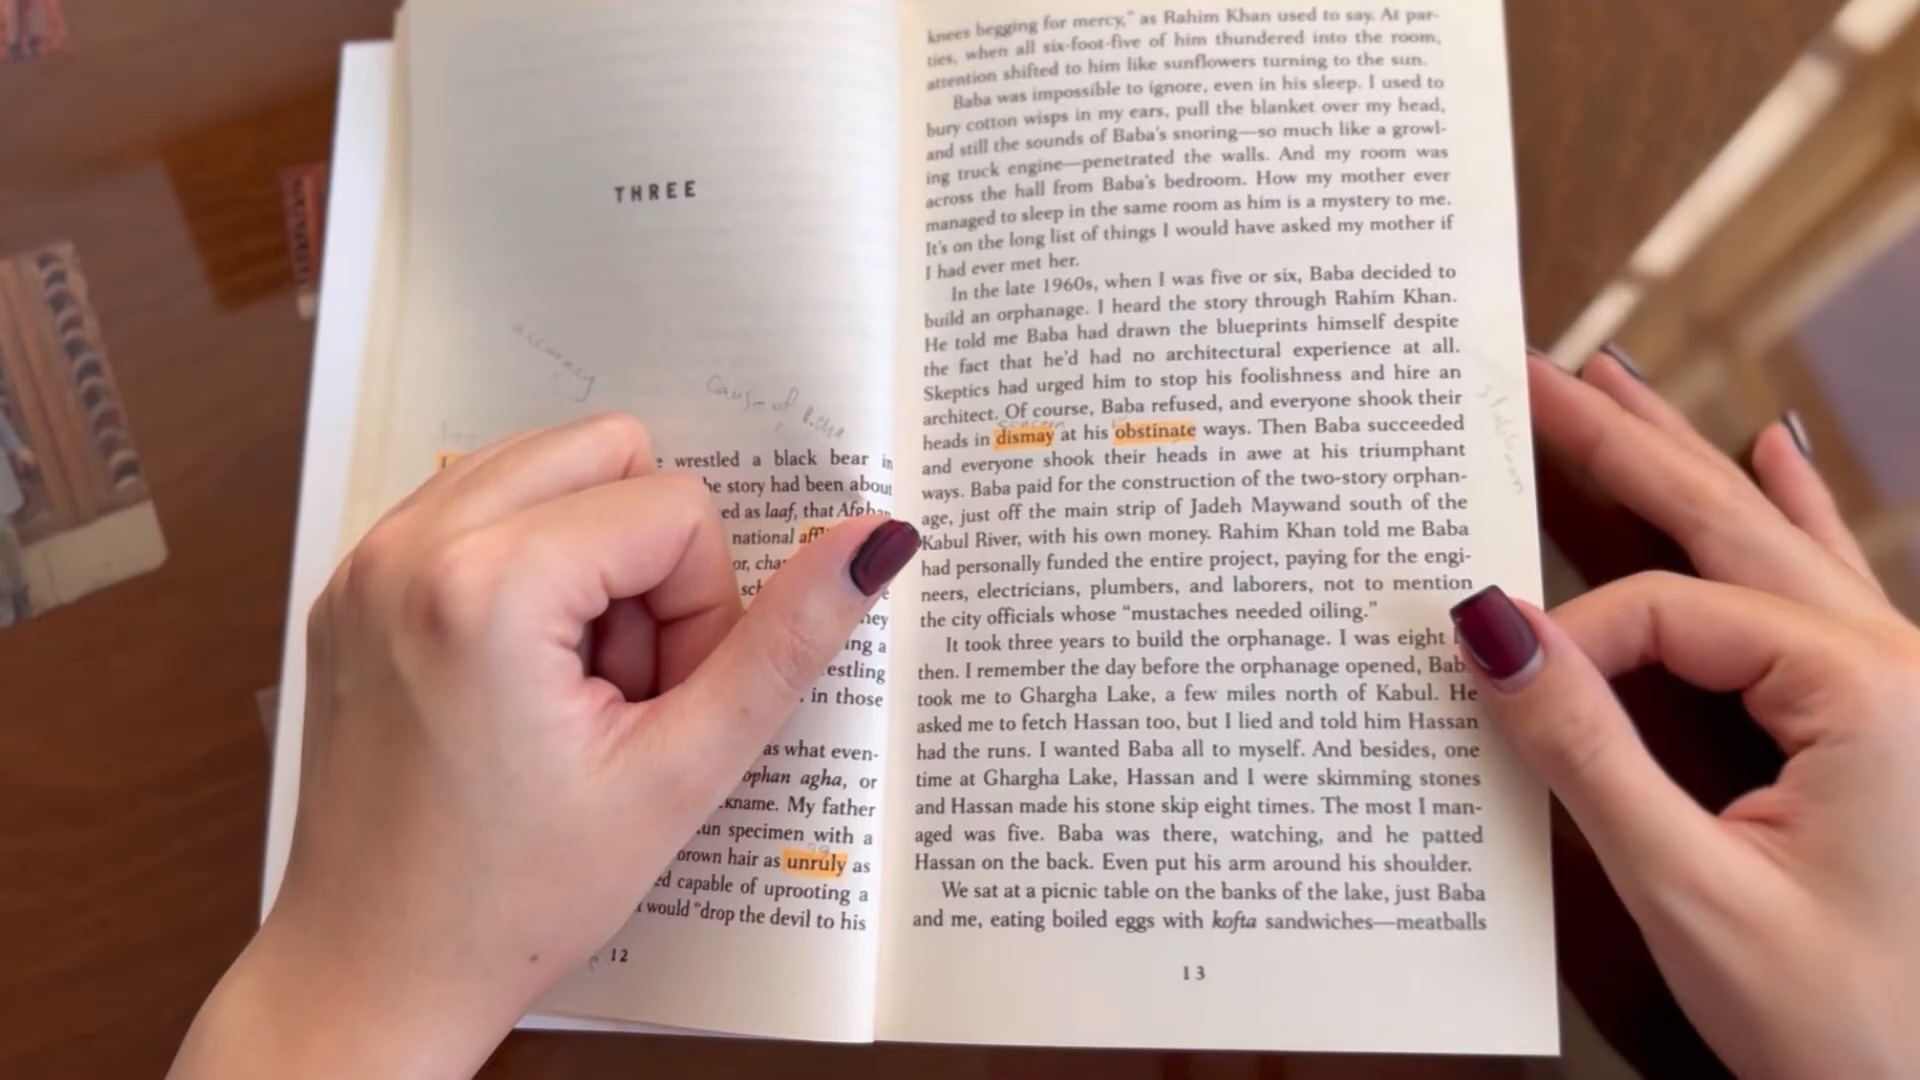 THREE
accuracy
cause of
wrestled a black bear in
he story had been about
ed as laaf, that Afghan
national
or,
ney
ing a
estling
in those
as what even-
ophan agha, or
kname. My father
un specimen with a
brown hair as unruly as
ed capable of uprooting a
would “drop the devil to his
12
knees begging for mercy,” as Rahim Khan used to say. At par-
ties, when all six-foot-five of him thundered into the room,
attention shifted to him like sunflowers turning to the sun.
Baba was impossible to ignore, even in his sleep. I used to
bury cotton wisps in my ears, pull the blanket over my head,
and still the sounds of Baba’s snoring—so much like a growl-
ing truck engine—penetrated the walls. And my room was
across the hall from Baba’s bedroom. How my mother ever
managed to sleep in the same room as him is a mystery to me.
It’s on the long list of things I would have asked my mother if
I had ever met her.
In the late 1960s, when I was five or six, Baba decided to
build an orphanage. I heard the story through Rahim Khan.
He told me Baba had drawn the blueprints himself despite
the fact that he’d had no architectural experience at all.
Skeptics had urged him to stop his foolishness and hire an
architect. Of course, Baba refused, and everyone shook their
concern
heads in dismay at his obstinate ways. Then Baba succeeded
stubborn
and everyone shook their heads in awe at his triumphant
ways. Baba paid for the construction of the two-story orphan-
age, just off the main strip of Jadeh Maywand south of the
Kabul River, with his own money. Rahim Khan told me Baba
had personally funded the entire project, paying for the engi-
neers, electricians, plumbers, and laborers, not to mention
the city officials whose “mustaches needed oiling.”
It took three years to build the orphanage. I was eight
then. I remember the day before the orphanage opened, Bab
took me to Ghargha Lake, a few miles north of Kabul. He
asked me to fetch Hassan too, but I lied and told him Hassan
had the runs. I wanted Baba all to myself. And besides, one
time at Ghargha Lake, Hassan and I were skimming stones
and Hassan made his stone skip eight times. The most I man-
aged was five. Baba was there, watching, and he patted
Hassan on the back. Even put his arm around his shoulder.
We sat at a picnic table on the banks of the lake, just Baba
and me, eating boiled eggs with kofta sandwiches—meatballs
13